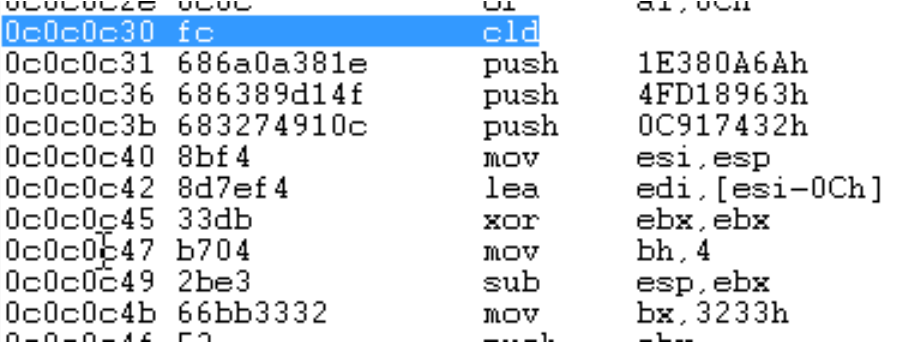 0c0c0c30 fc cld
0c0c0c31 686a0a381e push 1E380A6Ah
0c0c0c36 686389d14f push 4FD18963h
0c0c0c3b 683274910c push 0C917432h
0c0c0c40 8bf4 mov esi,esp
0c0c0c42 8d7ef4 lea edi,[esi-0Ch]
0c0c0c45 33db xor ebx,ebx
0c0c0c47 b704 mov bh,4
0c0c0c49 2be3 sub esp,ebx
0c0c0c4b 66bb3332 mov bx,3233h